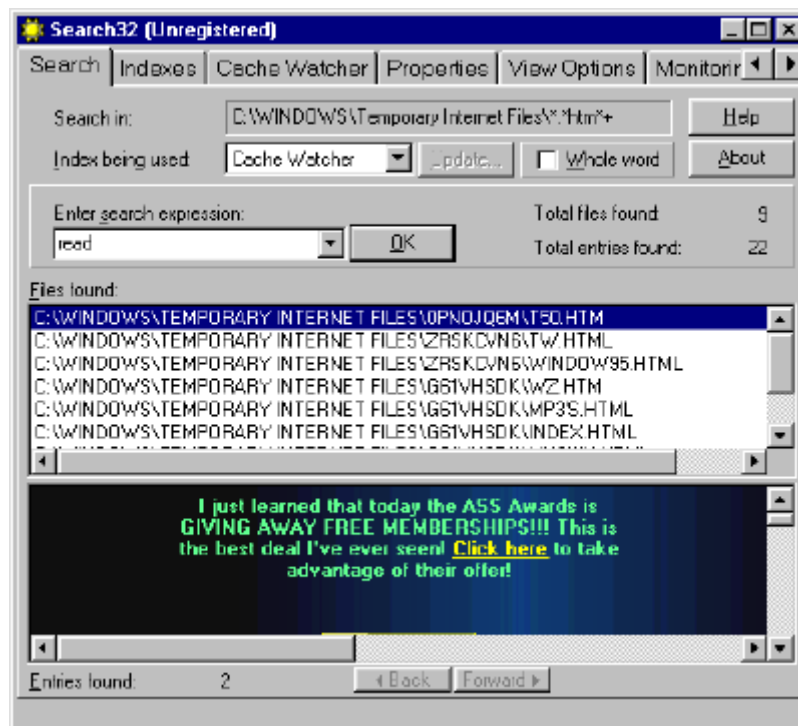 Search32 (Unregistered)
Search Indexes Cache Watcher Properties View Options Monitorin
Search in: C:\WINDOWS\Temporary Internet Files\*.*htm*+ Help
Index being used: Cache Watcher Update... Whole word About
Enter search expression: Total files found: 9
read OK Total entries found: 22
Files found:
C:\WINDOWS\TEMPORARY INTERNET FILES\0PNOJQ6M\T50.HTM
C:\WINDOWS\TEMPORARY INTERNET FILES\ZRSKDVN6\TW.HTML
C:\WINDOWS\TEMPORARY INTERNET FILES\ZRSKDVN6\WINDOW95.HTML
C:\WINDOWS\TEMPORARY INTERNET FILES\G61VHSDK\WZ.HTM
C:\WINDOWS\TEMPORARY INTERNET FILES\G61VHSDK\MP3S.HTML
C:\WINDOWS\TEMPORARY INTERNET FILES\G61VHSDK\INDEX.HTML
I just learned that today the ASS Awards is
GIVING AWAY FREE MEMBERSHIPS!!! This is
the best deal I've ever seen! Click here to take
advantage of their offer!
Entries found: 2 Back Forward